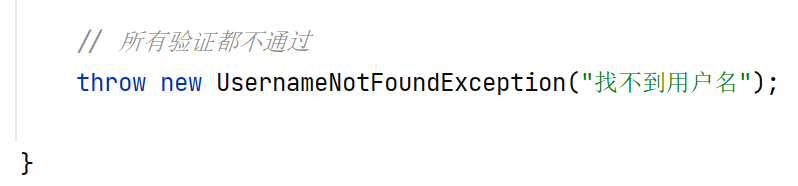 // 所有验证都不通过
throw new UsernameNotFoundException("找不到用户名");
}